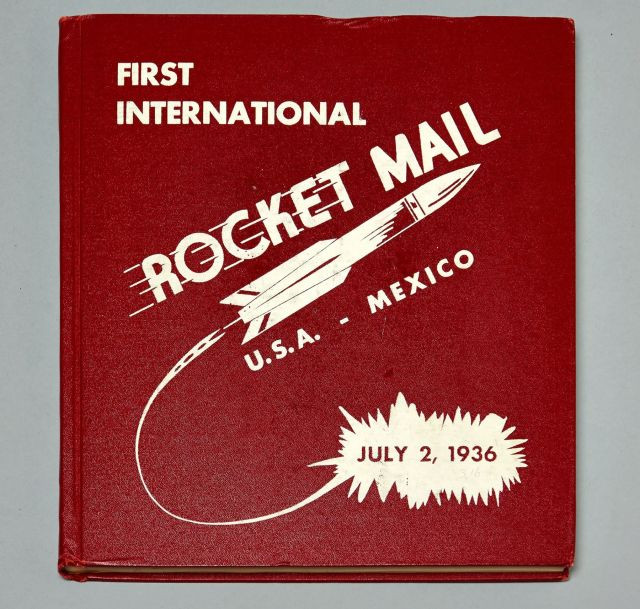 FIRST
INTERNATIONAL
ROCKET MAIL
U.S.A. - MEXICO
JULY 2, 1936